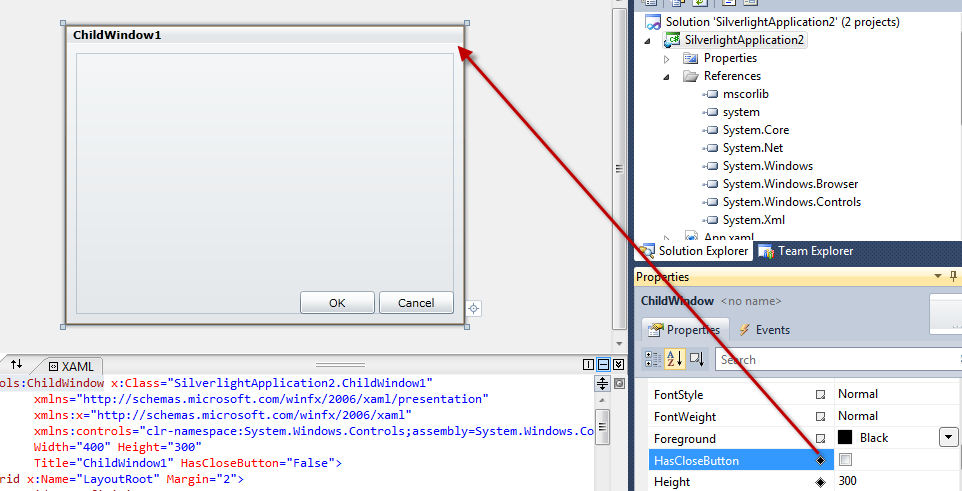 ChildWindow1
OK
Cancel
XAML
ols:ChildWindow x:Class="SilverlightApplication2.ChildWindow1"
xmlns="http://schemas.microsoft.com/winfx/2006/xaml/presentation"
xmlns:x="http://schemas.microsoft.com/winfx/2006/xaml"
xmlns:controls="clr-namespace:System.Windows.Controls;assembly=System.Windows.Co
Width="400" Height="300"
Title="ChildWindow1" HasCloseButton="False">
rid x:Name="LayoutRoot" Margin="2">
Solution 'SilverlightApplication2' (2 projects)
SilverlightApplication2
Properties
References
mscorlib
system
System.Core
System.Net
System.Windows
System.Windows.Browser
System.Windows.Controls
System.Xml
App.xaml
Solution Explorer
Team Explorer
Properties
ChildWindow <no name>
Properties
Events
Search
FontStyle Normal
FontWeight Normal
Foreground Black
HasCloseButton
Height 300